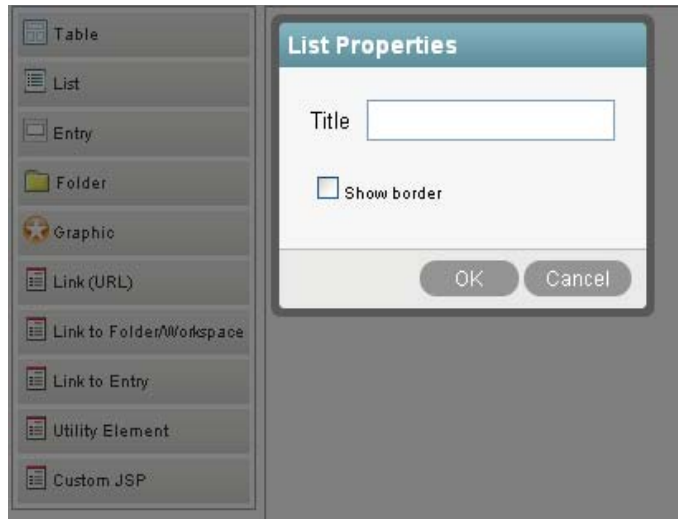 Table
List
Entry
Folder
Graphic
Link (URL)
Link to Folder/Workspace
Link to Entry
Utility Element
Custom JSP
List Properties
Title
Show border
OK Cancel